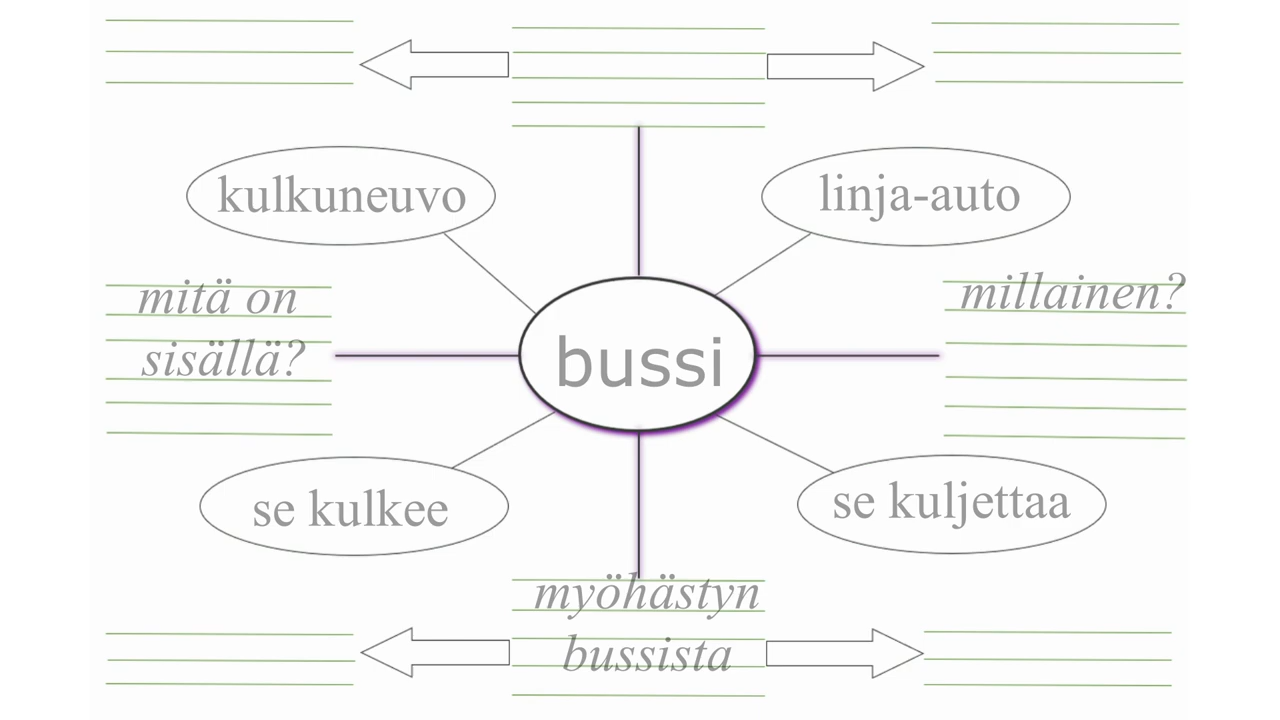 kulkuneuvo
linja-auto
mitä on
sisällä?
millainen?
bussi
se kulkee
se kuljettaa
myöhästyn
bussista